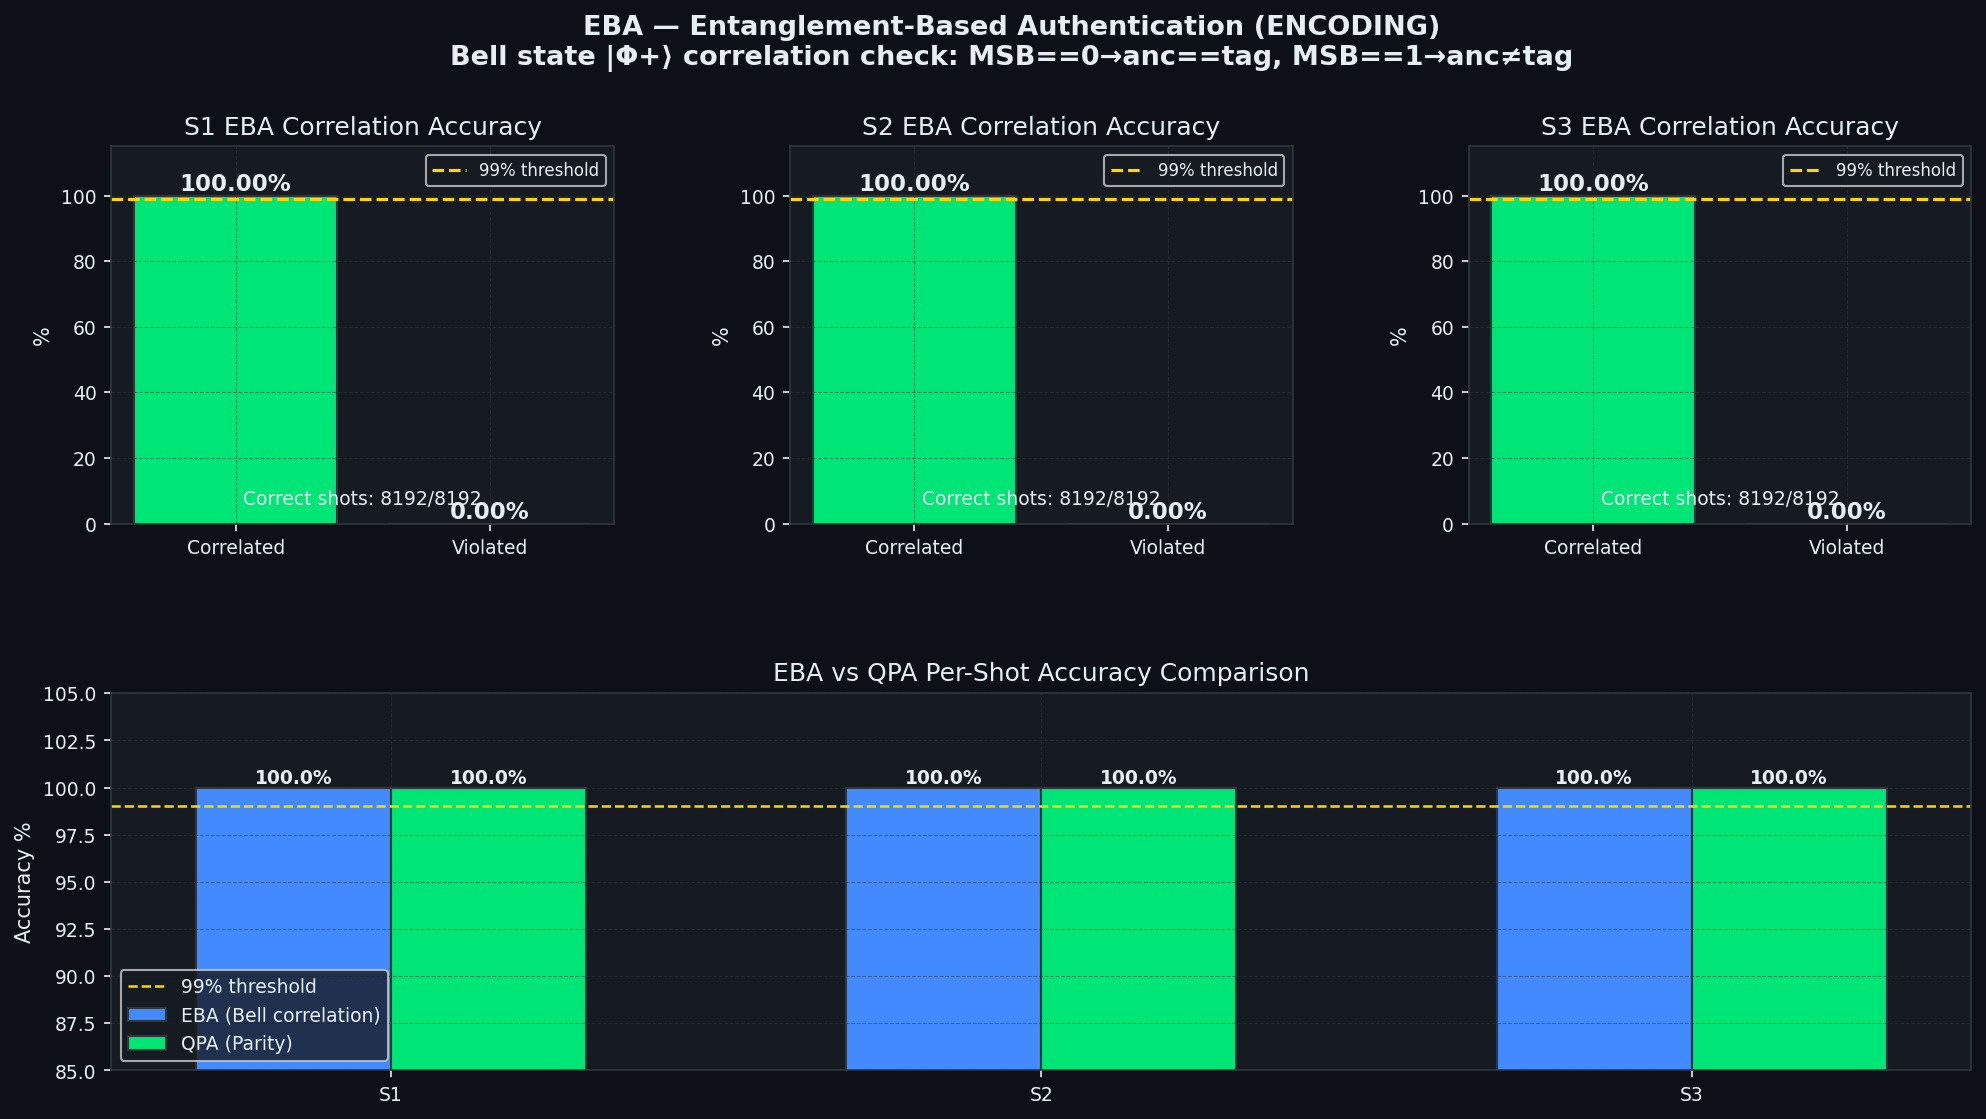 EBA — Entanglement-Based Authentication (ENCODING)
Bell state |Φ+⟩ correlation check: MSB==0→anc==tag, MSB==1→anc≠tag
S1 EBA Correlation Accuracy
99% threshold
100.00%
%
100
80
60
40
20
0
Correct shots: 8192/8192
0.00%
Correlated
Violated
S2 EBA Correlation Accuracy
99% threshold
100.00%
%
100
80
60
40
20
0
Correct shots: 8192/8192
0.00%
Correlated
Violated
S3 EBA Correlation Accuracy
99% threshold
100.00%
%
100
80
60
40
20
0
Correct shots: 8192/8192
0.00%
Correlated
Violated
EBA vs QPA Per-Shot Accuracy Comparison
Accuracy %
105.0
102.5
100.0
97.5
95.0
92.5
90.0
87.5
85.0
100.0%
100.0%
100.0%
100.0%
100.0%
100.0%
99% threshold
EBA (Bell correlation)
QPA (Parity)
S1
S2
S3